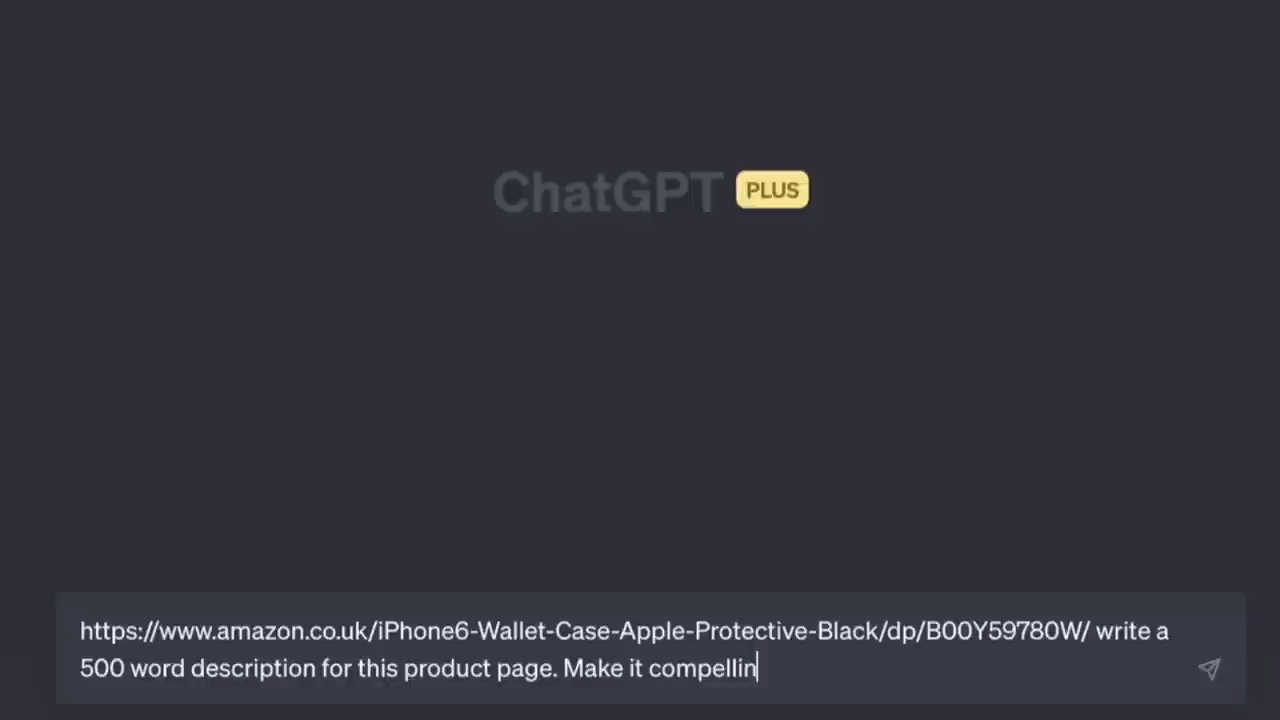 ChatGPT PLUS
https://www.amazon.co.uk/iPhone6-Wallet-Case-Apple-Protective-Black/dp/B00Y59780W/ write a
500 word description for this product page. Make it compellin